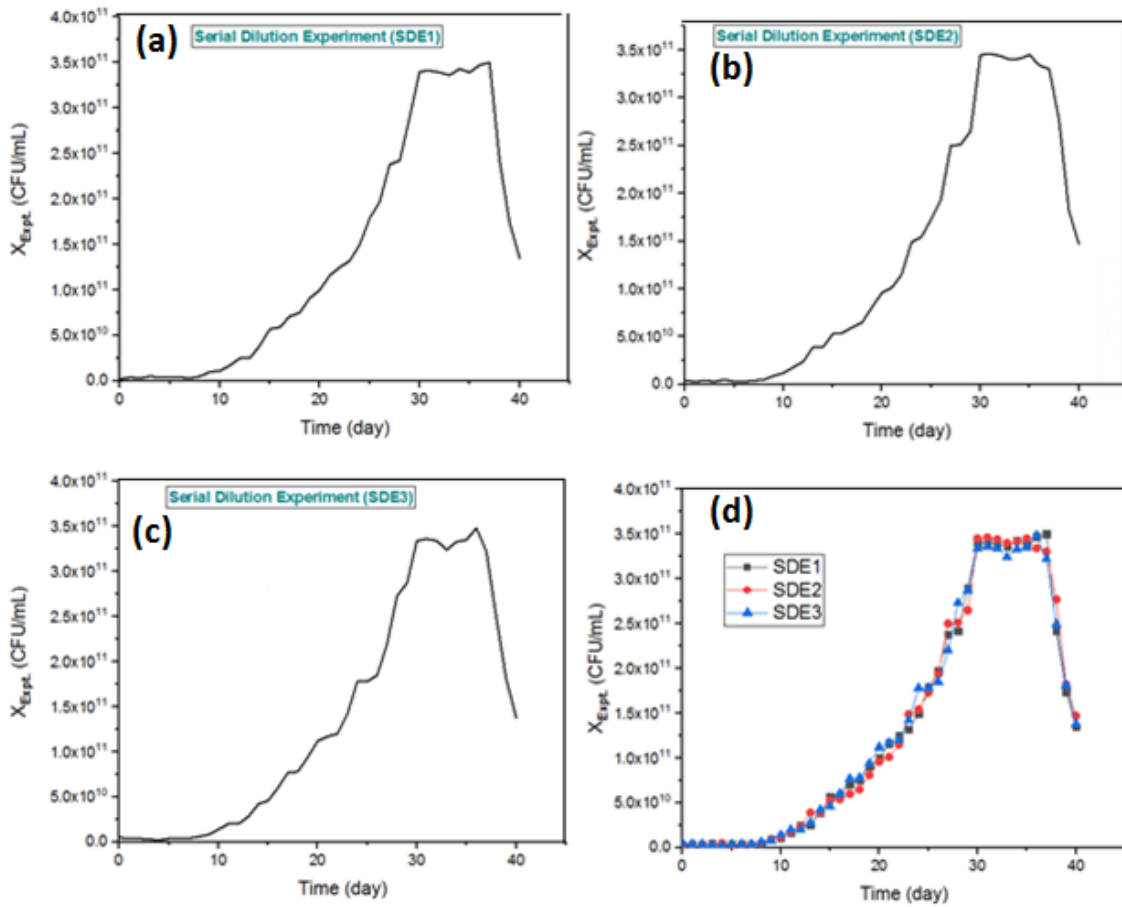 (a)
Serial Dilution Experiment (SDE1)
4.0x10¹¹
3.5x10¹¹
3.0x10¹¹
2.5x10¹¹
2.0x10¹¹
1.5x10¹¹
1.0x10¹¹
5.0x10¹⁰
0.0
X_Expt. (CFU/mL)
0 10 20 30 40
Time (day)
(b)
Serial Dilution Experiment (SDE2)
3.5x10¹¹
3.0x10¹¹
2.5x10¹¹
2.0x10¹¹
1.5x10¹¹
1.0x10¹¹
5.0x10¹⁰
0.0
X_Expt. (CFU/mL)
0 10 20 30 40
Time (day)
(c)
Serial Dilution Experiment (SDE3)
4.0x10¹¹
3.5x10¹¹
3.0x10¹¹
2.5x10¹¹
2.0x10¹¹
1.5x10¹¹
1.0x10¹¹
5.0x10¹⁰
0.0
X_Expt. (CFU/mL)
0 10 20 30 40
Time (day)
(d)
SDE1
SDE2
SDE3
4.0x10¹¹
3.5x10¹¹
3.0x10¹¹
2.5x10¹¹
2.0x10¹¹
1.5x10¹¹
1.0x10¹¹
5.0x10¹⁰
0.0
X_Expt. (CFU/mL)
0 10 20 30 40
Time (day)